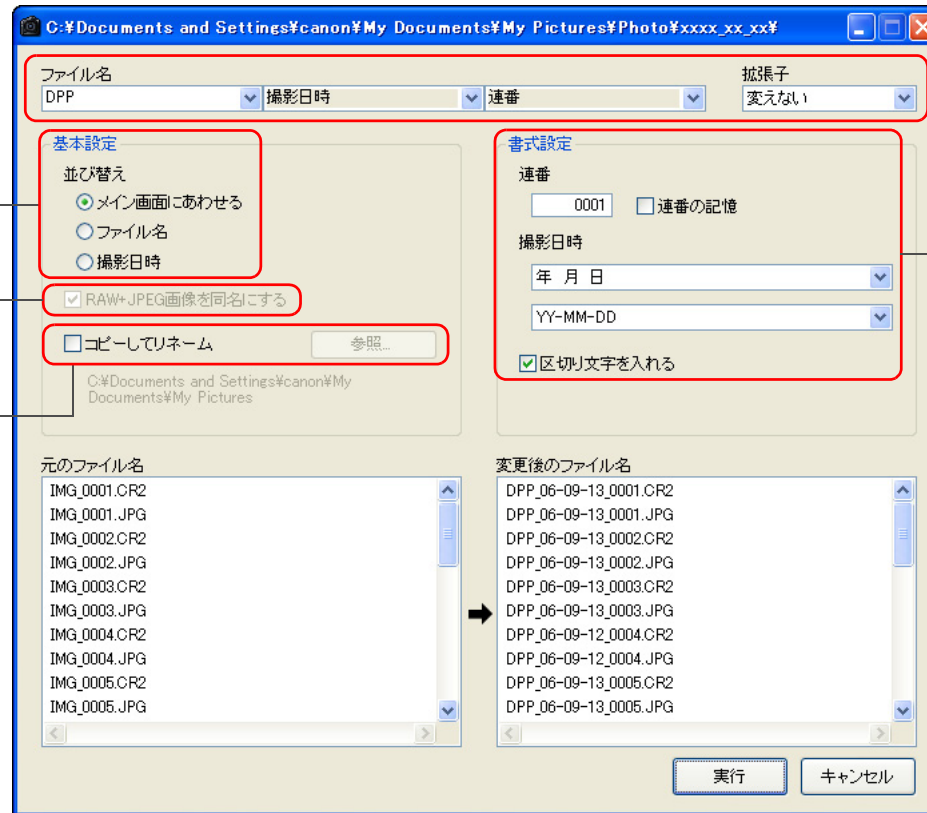 C:¥Documents and Settings¥canon¥My Documents¥My Pictures¥Photo¥xxxx_xx_xx¥
ファイル名 拡張子
DPP 撮影日時 連番 変えない
基本設定
並び替え
メイン画面にあわせる
ファイル名
撮影日時
RAW+JPEG画像を同名にする
コピーしてリネーム 参照...
C:¥Documents and Settings¥canon¥My
Documents¥My Pictures
書式設定
連番
0001 連番の記憶
撮影日時
年 月 日
YY-MM-DD
区切り文字を入れる
元のファイル名
IMG_0001.CR2
IMG_0001.JPG
IMG_0002.CR2
IMG_0002.JPG
IMG_0003.CR2
IMG_0003.JPG
IMG_0004.CR2
IMG_0004.JPG
IMG_0005.CR2
IMG_0005.JPG
変更後のファイル名
DPP_06-09-13_0001.CR2
DPP_06-09-13_0001.JPG
DPP_06-09-13_0002.CR2
DPP_06-09-13_0002.JPG
DPP_06-09-13_0003.CR2
DPP_06-09-13_0003.JPG
DPP_06-09-12_0004.CR2
DPP_06-09-12_0004.JPG
DPP_06-09-13_0005.CR2
DPP_06-09-13_0005.JPG
実行 キャンセル